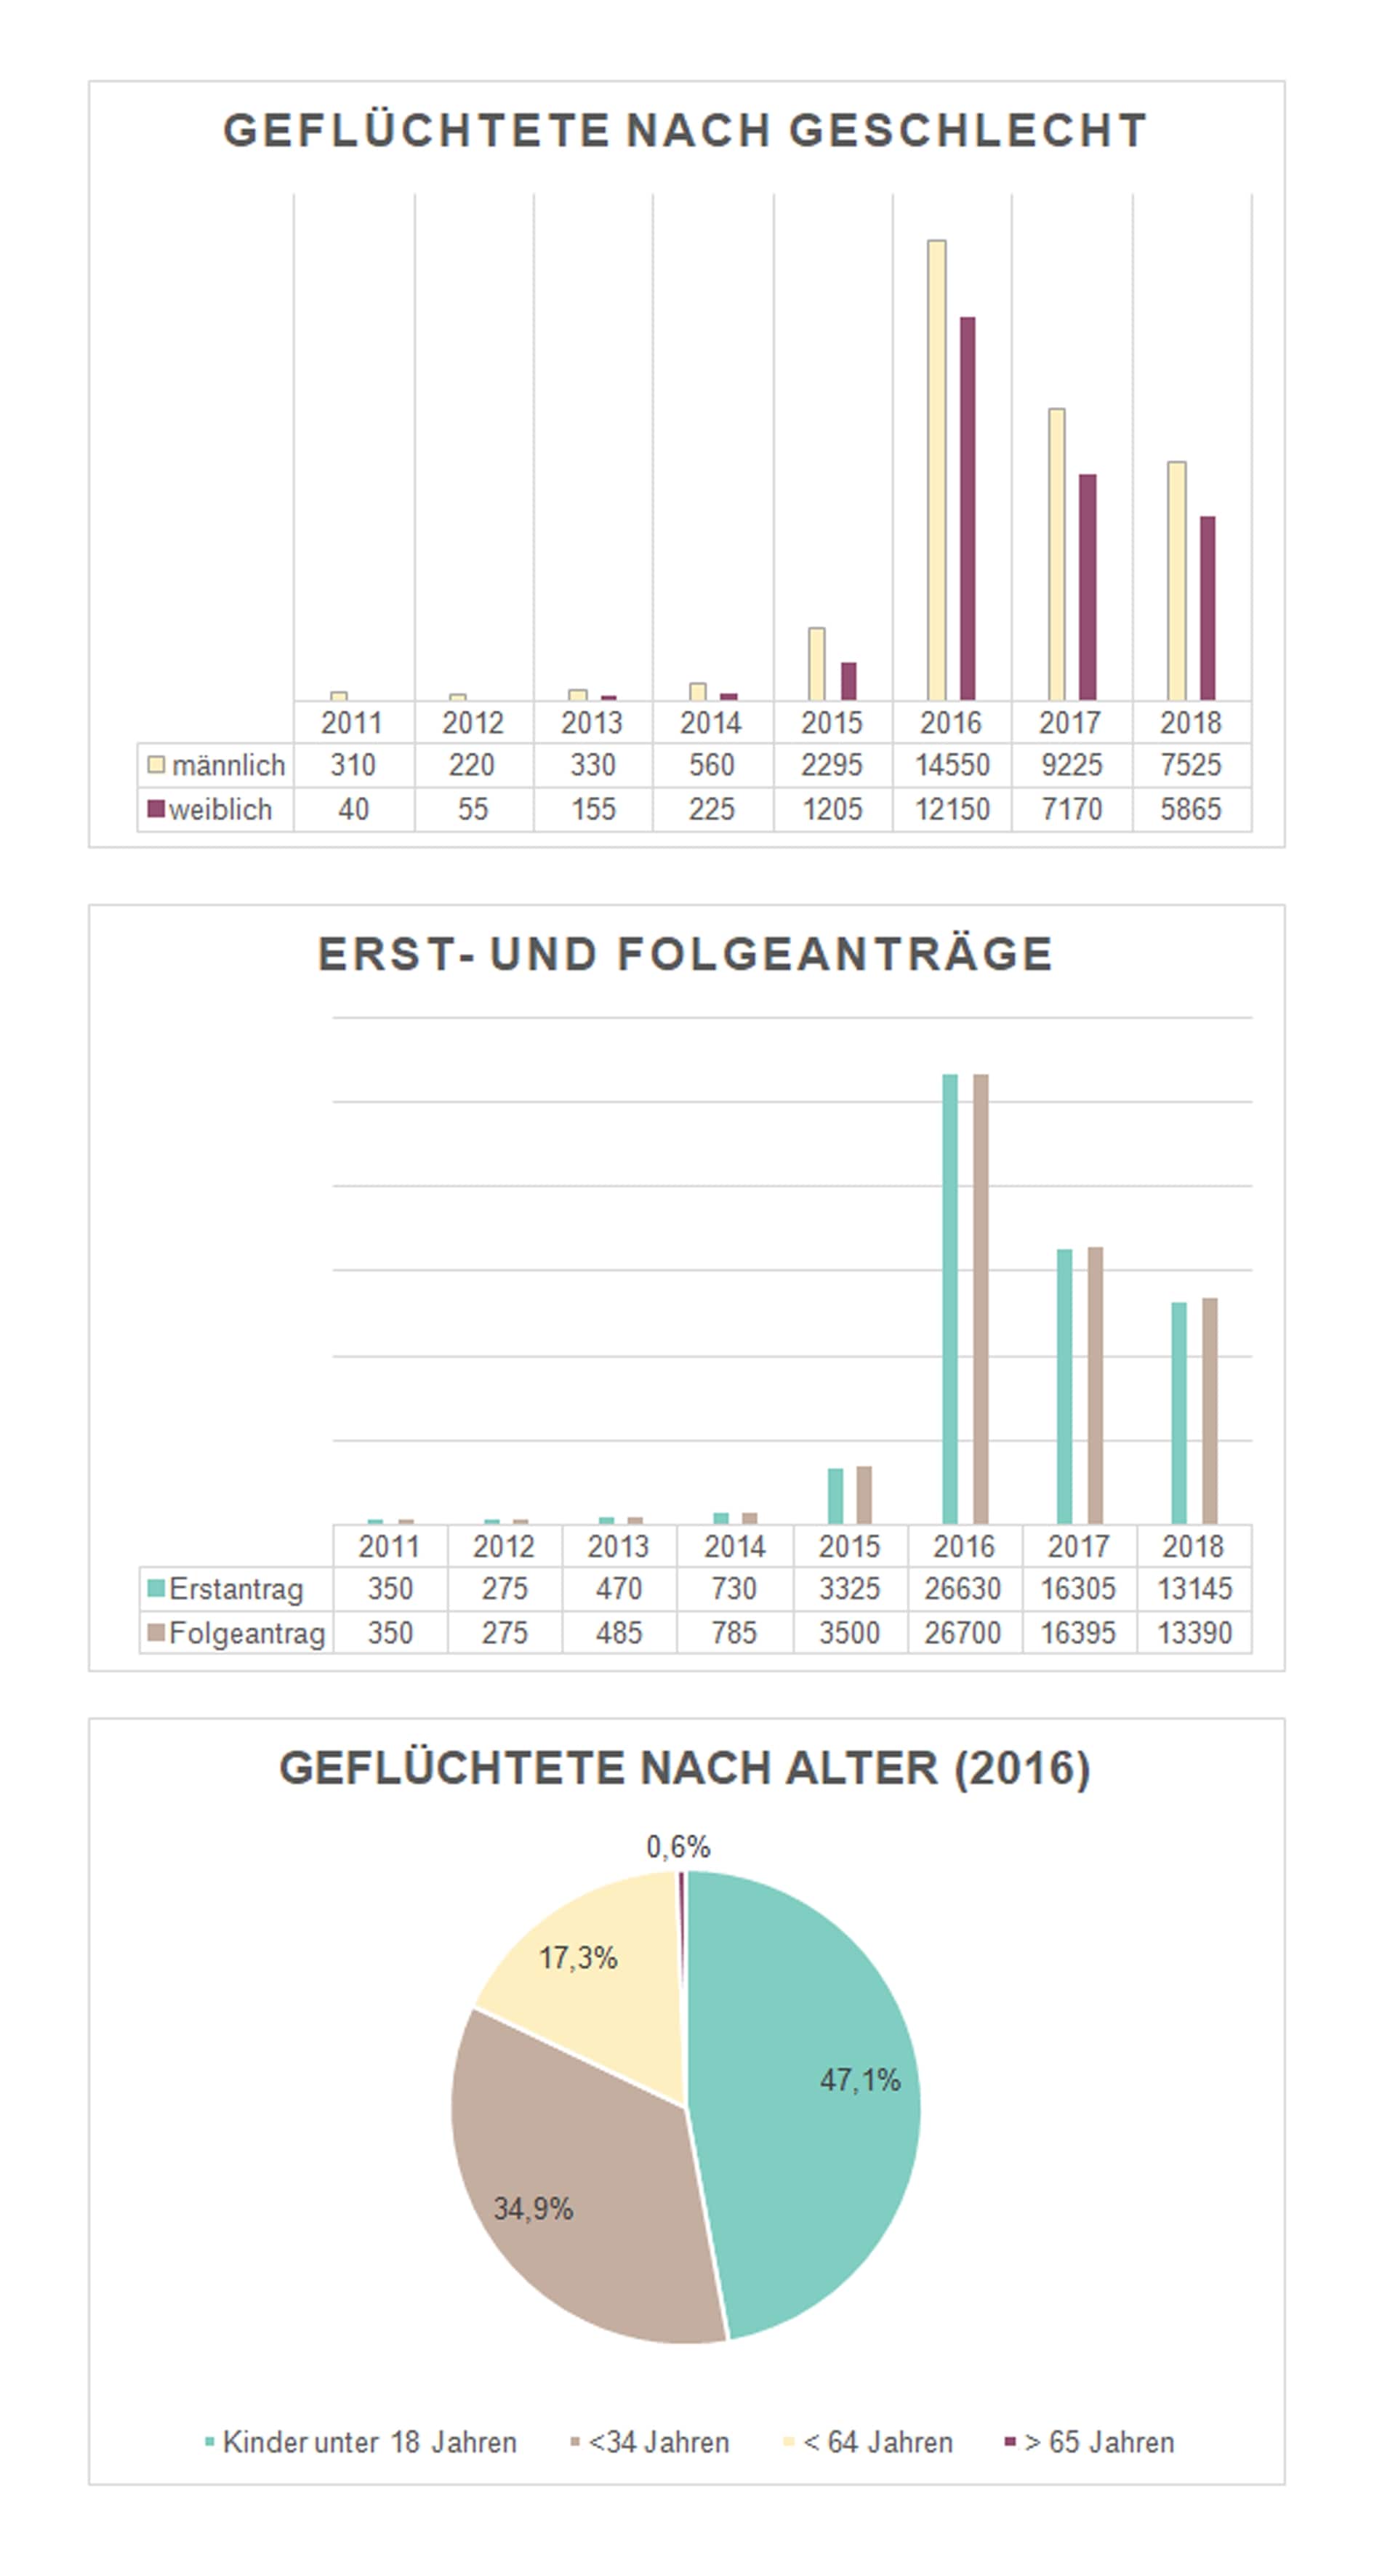 GEFLÜCHTETE NACH GESCHLECHT
2011 2012 2013 2014 2015 2016 2017 2018
männlich 310 220 330 560 2295 14550 9225 7525
weiblich 40 55 155 225 1205 12150 7170 5865
ERST- UND FOLGEANTRÄGE
2011 2012 2013 2014 2015 2016 2017 2018
Erstantrag 350 275 470 730 3325 26630 16305 13145
Folgeantrag 350 275 485 785 3500 26700 16395 13390
GEFLÜCHTETE NACH ALTER (2016)
0,6%
17,3%
47,1%
34,9%
Kinder unter 18 Jahren <34 Jahren < 64 Jahren > 65 Jahren